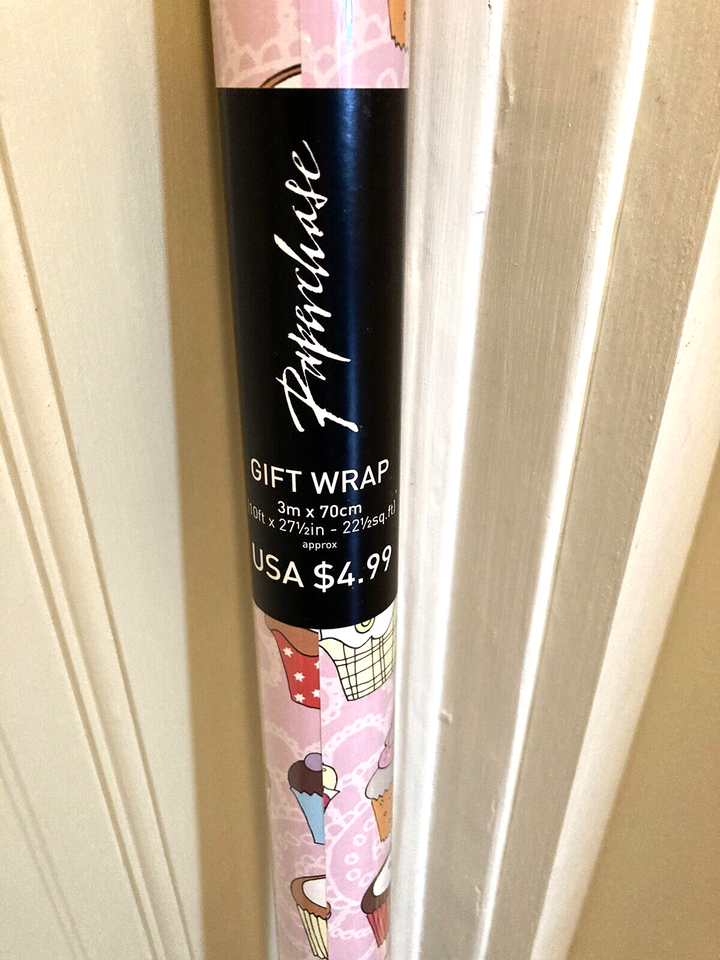 Paperchase
GIFT WRAP
3m x 70cm
(10ft x 27½in - 22½sq.ft)
approx
USA $4.99